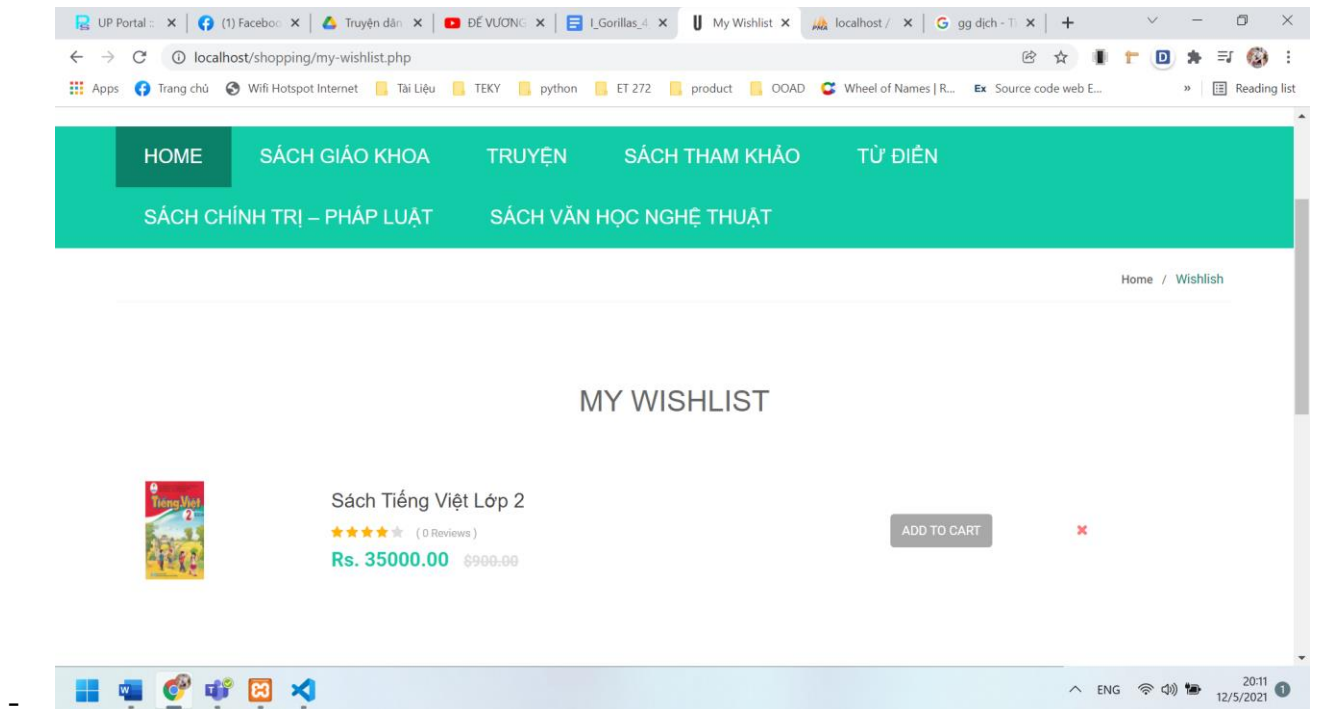 UP Portal ::
(1) Faceboo
Truyện dân
ĐẾ VƯƠNG
I_Gorillas_4
My Wishlist
localhost /
gg dịch - Tì
localhost/shopping/my-wishlist.php
Apps
Trang chủ
Wifi Hotspot Internet
Tài Liệu
TEKY
python
ET 272
product
OOAD
Wheel of Names | R...
Ex Source code web E...
»
Reading list
HOME
SÁCH GIÁO KHOA
TRUYỆN
SÁCH THAM KHẢO
TỪ ĐIỂN
SÁCH CHÍNH TRỊ – PHÁP LUẬT
SÁCH VĂN HỌC NGHỆ THUẬT
Home / Wishlish
MY WISHLIST
Tiếng Việt
2
Sách Tiếng Việt Lớp 2
( 0 Reviews )
Rs. 35000.00 $900.00
ADD TO CART
ENG
20:11
12/5/2021
1
-